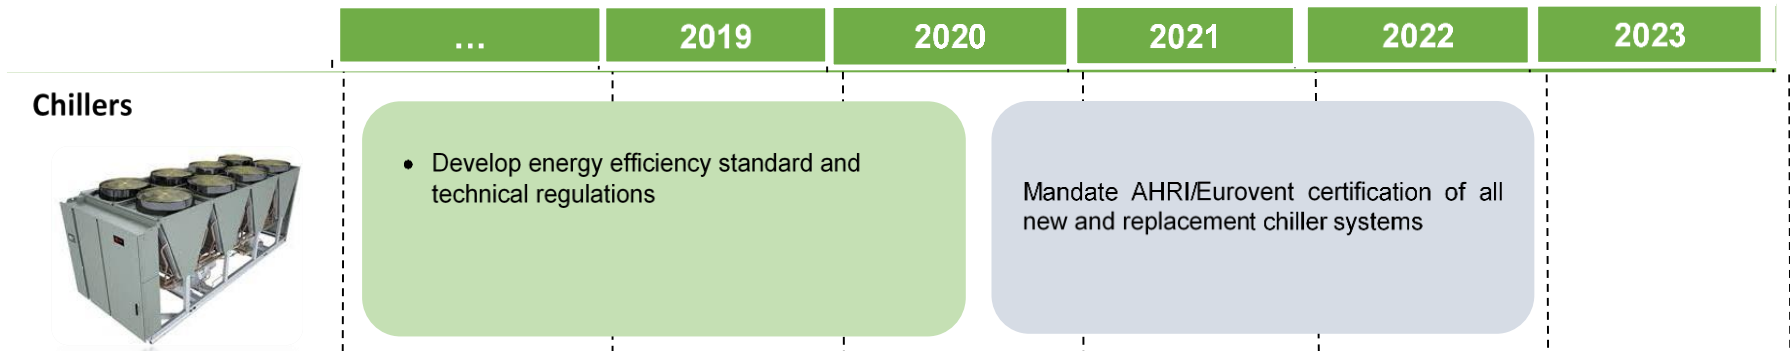 ... 2019 2020 2021 2022 2023
Chillers
• Develop energy efficiency standard and
technical regulations
Mandate AHRI/Eurovent certification of all
new and replacement chiller systems